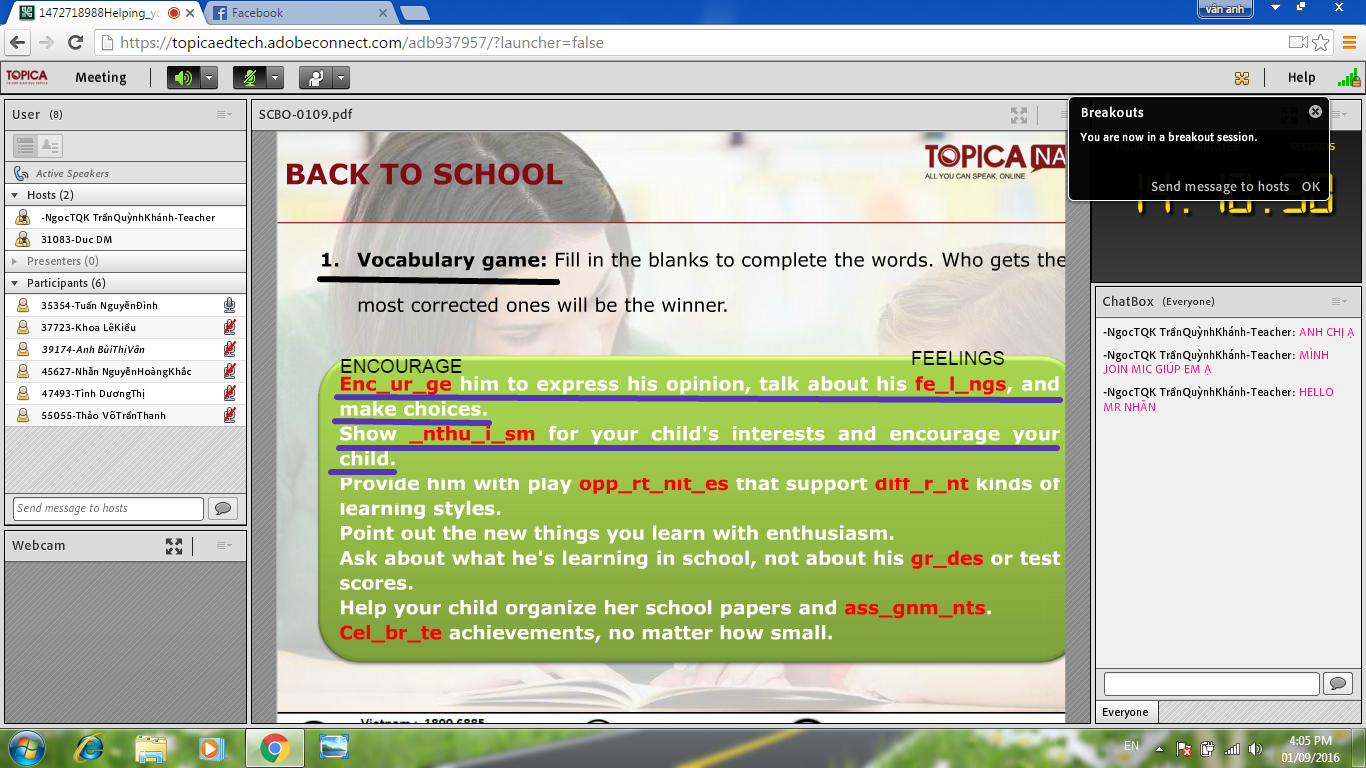 1472718988Helping_yo
Facebook
vân anh
https://topicaedtech.adobeconnect.com/adb937957/?launcher=false
TOPICA
Meeting
Help
User (8)
Active Speakers
Hosts (2)
-NgocTQK TrầnQuỳnhKhánh-Teacher
31083-Duc DM
Presenters (0)
Participants (6)
35354-Tuấn NguyễnĐình
37723-Khoa LêKiều
39174-Anh BùiThịVân
45627-Nhẫn NguyễnHoàngKhắc
47493-Tình DươngThị
55055-Thảo VõTrầnThanh
Send message to hosts
Webcam
SCBO-0109.pdf
BACK TO SCHOOL
TOPICA NA
ALL YOU CAN SPEAK, ONLINE
1. Vocabulary game: Fill in the blanks to complete the words. Who gets the
most corrected ones will be the winner.
ENCOURAGE
FEELINGS
Enc_ur_ge him to express his opinion, talk about his fe_l_ngs, and
make choices.
Show _nthu_i_sm for your child's interests and encourage your
child.
Provide him with play opp_rt_nit_es that support diff_r_nt kinds of
learning styles.
Point out the new things you learn with enthusiasm.
Ask about what he's learning in school, not about his gr_des or test
scores.
Help your child organize her school papers and ass_gnm_nts.
Cel_br_te achievements, no matter how small.
Vietnam : 1800 6885
Breakouts
You are now in a breakout session.
Send message to hosts OK
ChatBox (Everyone)
-NgocTQK TrầnQuỳnhKhánh-Teacher: ANH CHỊ Ạ
-NgocTQK TrầnQuỳnhKhánh-Teacher: MÌNH
JOIN MIC GIÚP EM Ạ
-NgocTQK TrầnQuỳnhKhánh-Teacher: HELLO
MR NHÃN
Everyone
EN
4:05 PM
01/09/2016